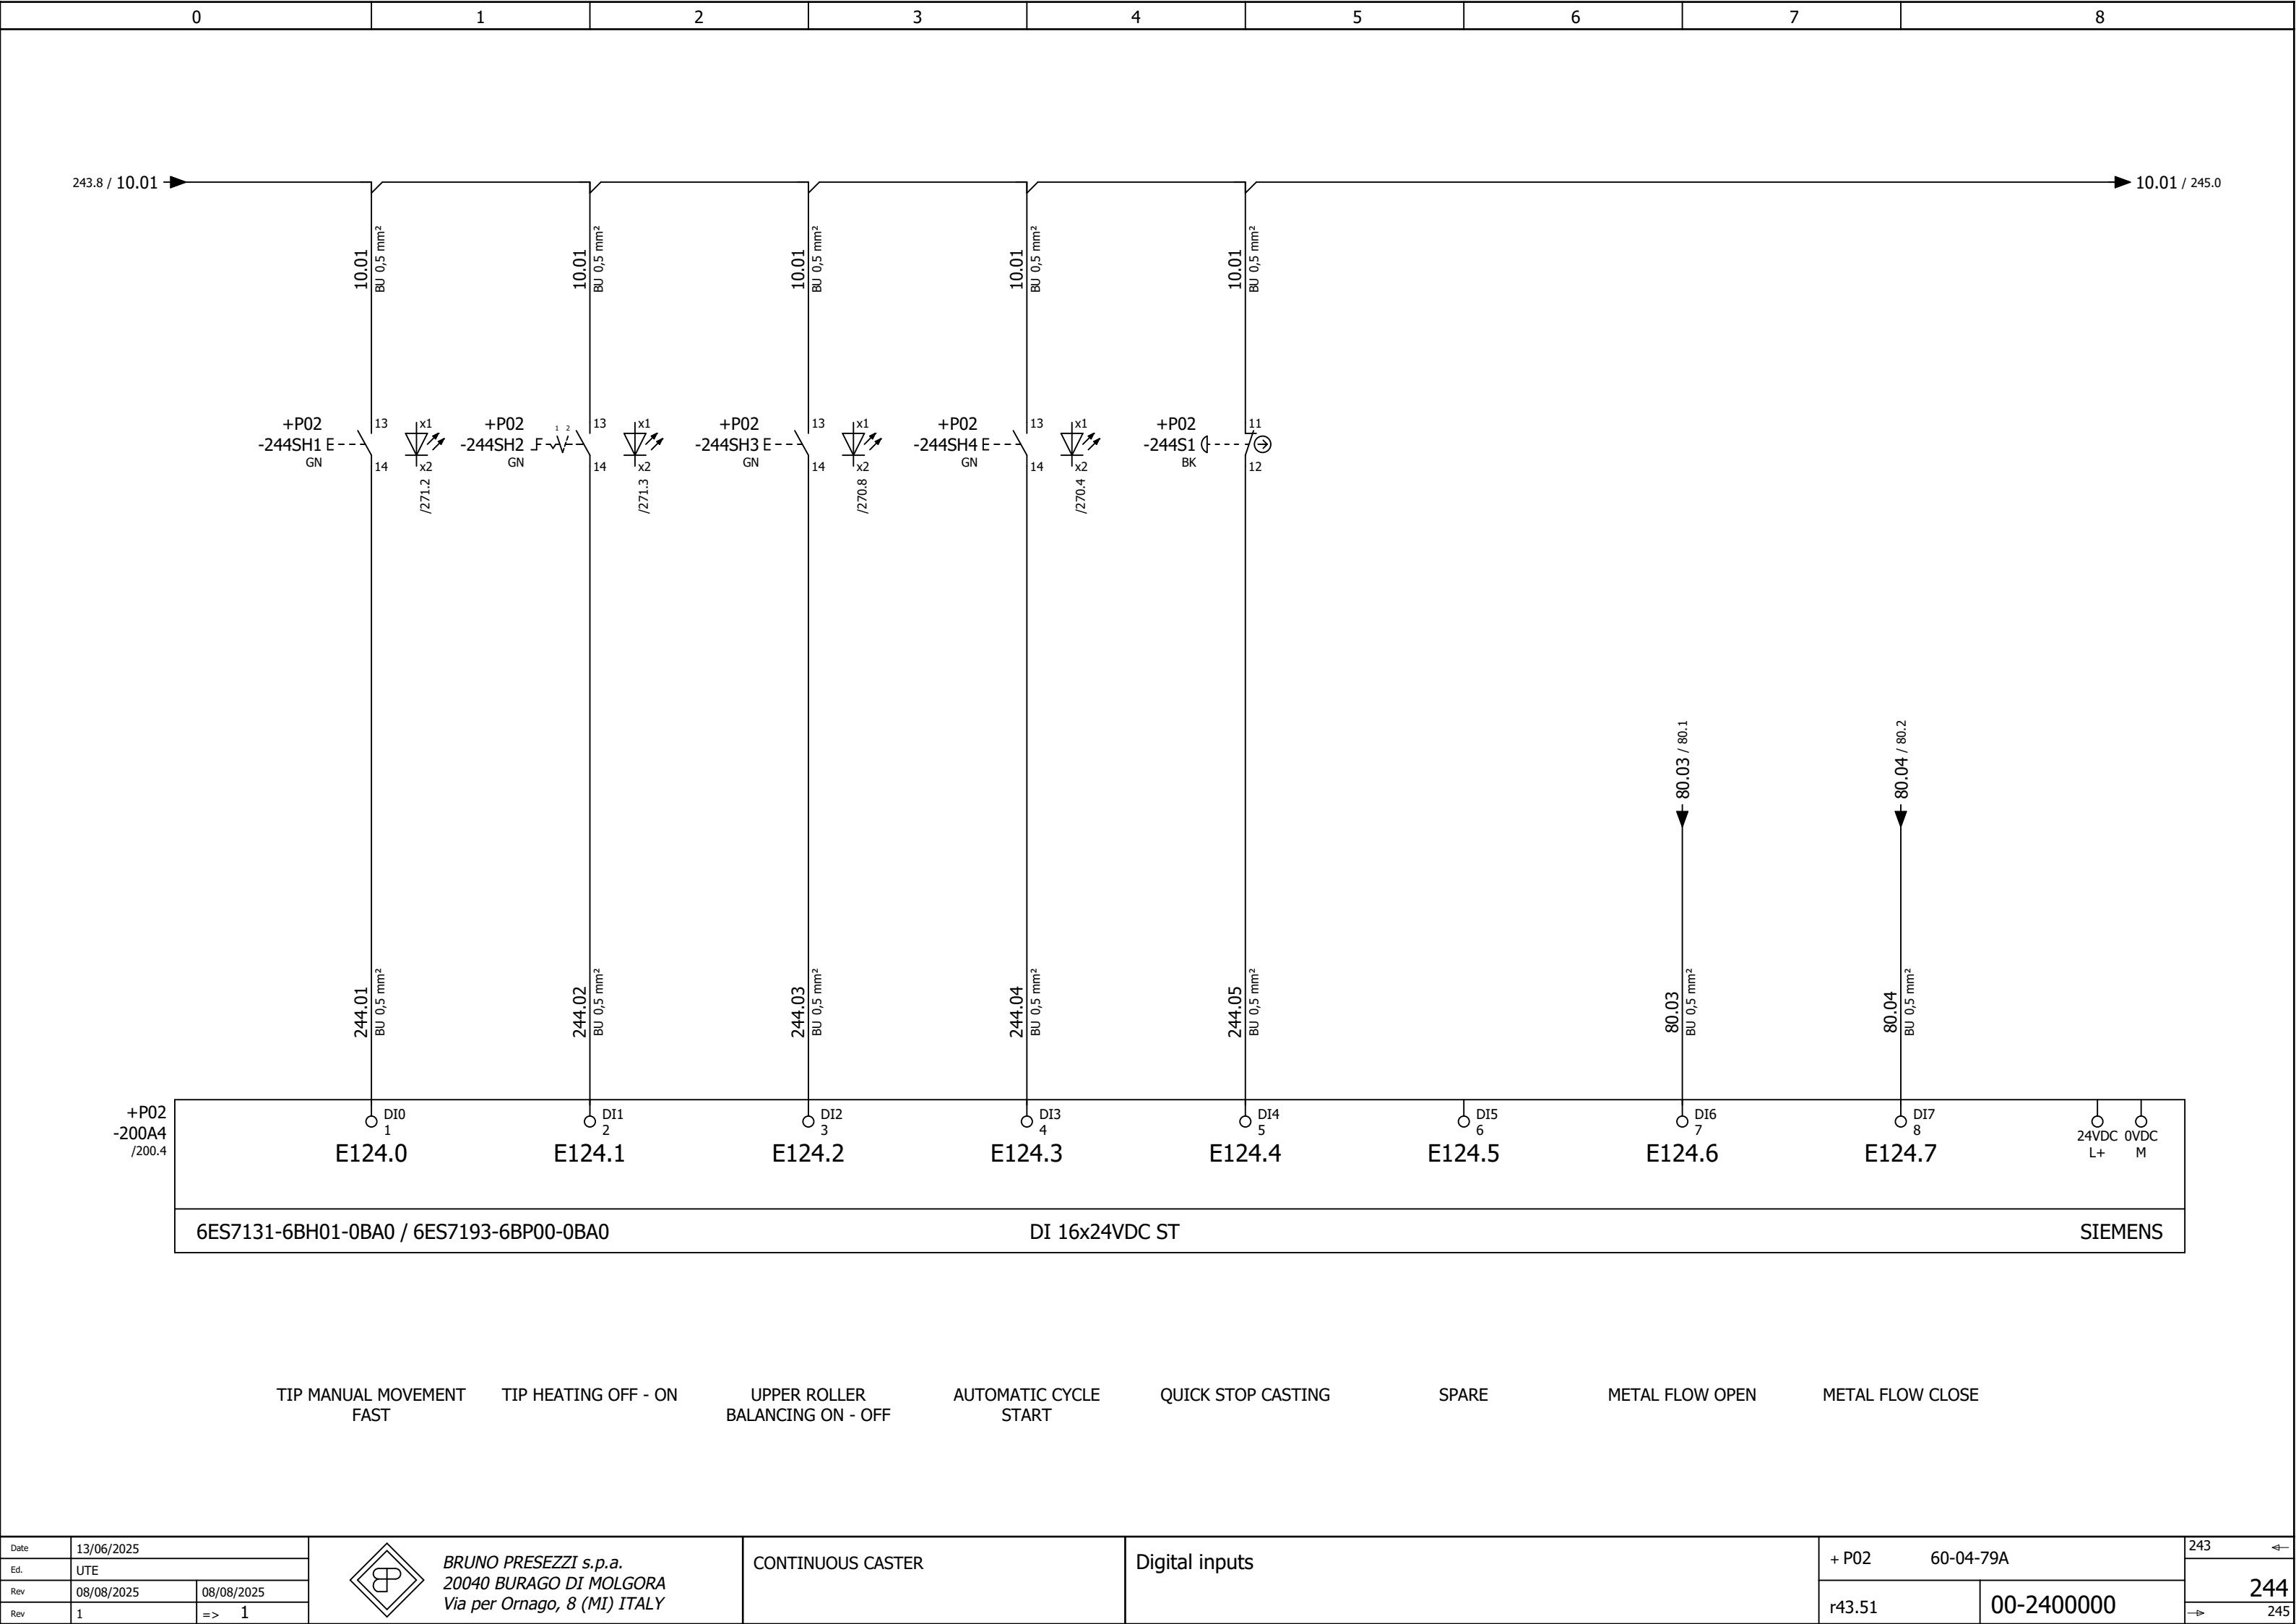 0 1 2 3 4 5 6 7 8
243.8 / 10.01
10.01 / 245.0
10.01 BU 0,5 mm²
10.01 BU 0,5 mm²
10.01 BU 0,5 mm²
10.01 BU 0,5 mm²
10.01 BU 0,5 mm²
+P02
-244SH1
GN
13
14
x1
x2
/271.2
+P02
-244SH2
GN
1 2
13
14
x1
x2
/271.3
+P02
-244SH3
GN
13
14
x1
x2
/270.8
+P02
-244SH4
GN
13
14
x1
x2
/270.4
+P02
-244S1
BK
11
12
80.03 / 80.1
80.04 / 80.2
244.01 BU 0,5 mm²
244.02 BU 0,5 mm²
244.03 BU 0,5 mm²
244.04 BU 0,5 mm²
244.05 BU 0,5 mm²
80.03 BU 0,5 mm²
80.04 BU 0,5 mm²
+P02
-200A4
/200.4
DI0
1
E124.0
DI1
2
E124.1
DI2
3
E124.2
DI3
4
E124.3
DI4
5
E124.4
DI5
6
E124.5
DI6
7
E124.6
DI7
8
E124.7
24VDC
L+
0VDC
M
6ES7131-6BH01-0BA0 / 6ES7193-6BP00-0BA0
DI 16x24VDC ST
SIEMENS
TIP MANUAL MOVEMENT
FAST
TIP HEATING OFF - ON
UPPER ROLLER
BALANCING ON - OFF
AUTOMATIC CYCLE
START
QUICK STOP CASTING
SPARE
METAL FLOW OPEN
METAL FLOW CLOSE
Date 13/06/2025
Ed. UTE
Rev 08/08/2025 08/08/2025
Rev 1 => 1
BRUNO PRESEZZI s.p.a.
20040 BURAGO DI MOLGORA
Via per Ornago, 8 (MI) ITALY
CONTINUOUS CASTER
Digital inputs
+ P02 60-04-79A
r43.51 00-2400000
243
244
245